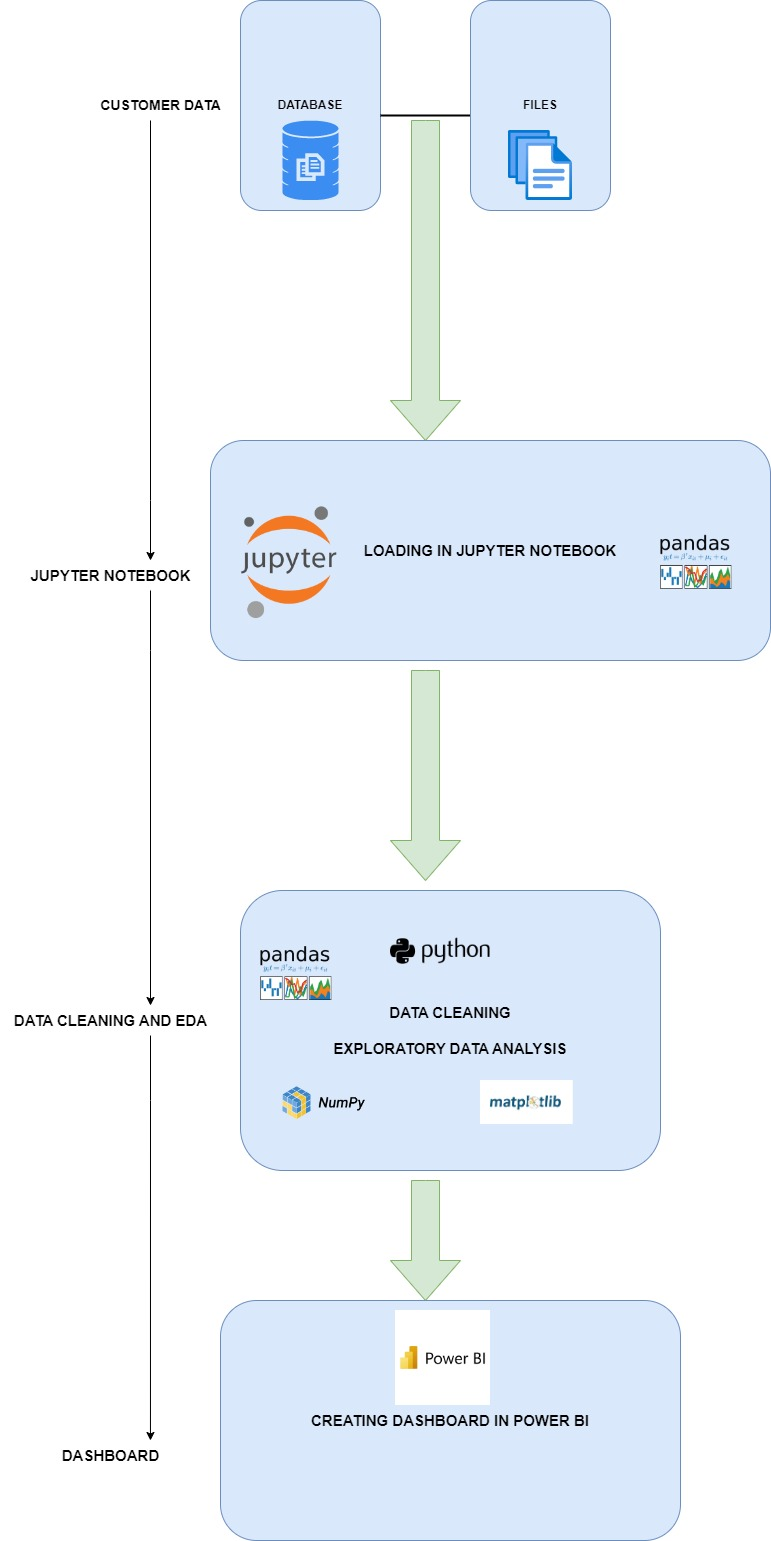 CUSTOMER DATA
DATABASE
FILES
JUPYTER NOTEBOOK
jupyter
LOADING IN JUPYTER NOTEBOOK
pandas
DATA CLEANING AND EDA
pandas
python
DATA CLEANING
EXPLORATORY DATA ANALYSIS
NumPy
matplotlib
Power BI
CREATING DASHBOARD IN POWER BI
DASHBOARD